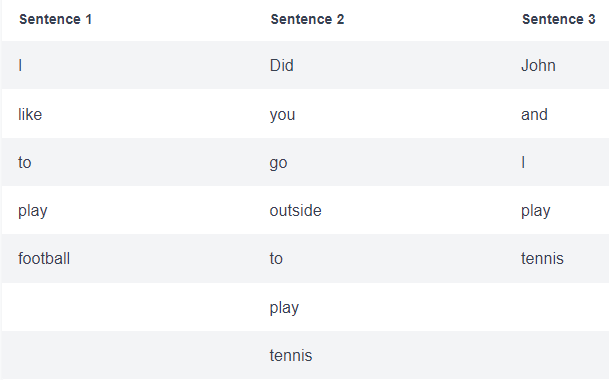 Sentence 1 Sentence 2 Sentence 3
I Did John
like you and
to go I
play outside play
football to tennis
play
tennis